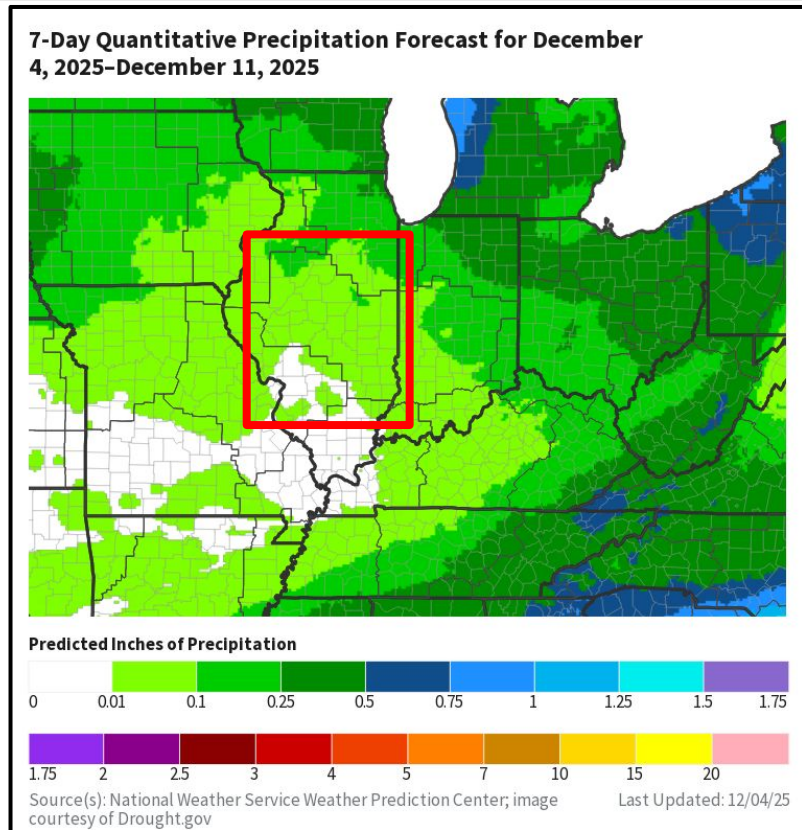 7-Day Quantitative Precipitation Forecast for December
4, 2025–December 11, 2025
Predicted Inches of Precipitation
0 0.01 0.1 0.25 0.5 0.75 1 1.25 1.5 1.75
1.75 2 2.5 3 4 5 7 10 15 20
Source(s): National Weather Service Weather Prediction Center; image Last Updated: 12/04/25
courtesy of Drought.gov